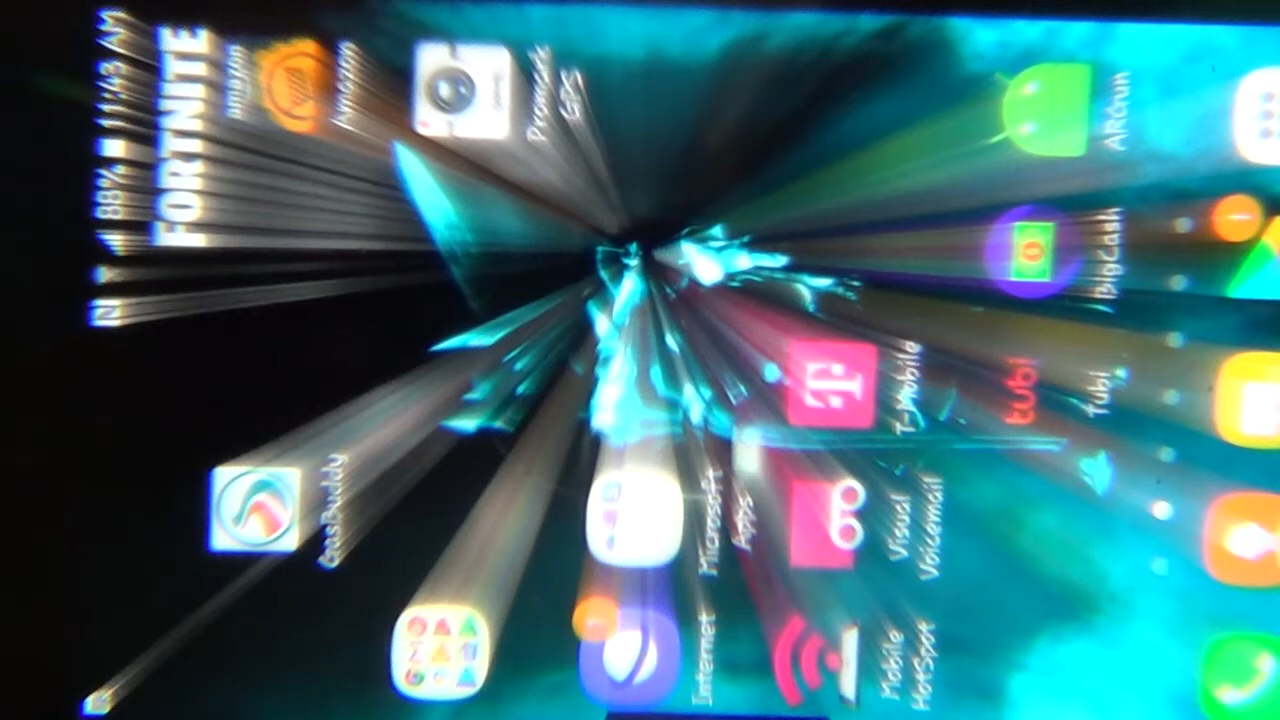 88% 11:43 AM
FORTNITE
amazon
GasBuddy
Amazon
Promark
GPS
Internet
Microsoft
Apps
T
Mobile
HotSpot
Visual
Voicemail
T-Mobile
tubi
Tubi
BigCash